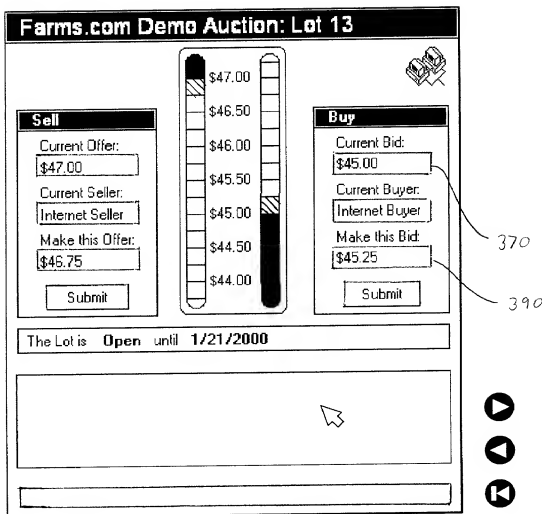 Farms.com Demo Auction: Lot 13
$47.00
$46.50
$46.00
$45.50
$45.00
$44.50
$44.00
Sell
Current Offer:
$47.00
Current Seller:
Internet Seller
Make this Offer:
$46.75
Submit
Buy
Current Bid:
$45.00
Current Buyer:
Internet Buyer
Make this Bid:
$45.25
Submit
370
390
The Lot is Open until 1/21/2000